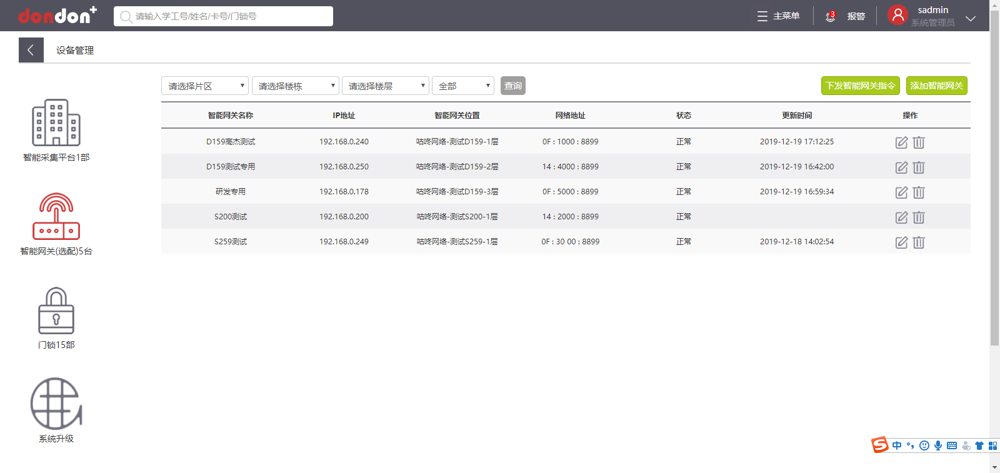 dondon+ 请输入学工号/姓名/卡号/门锁号 主菜单 3 报警 sadmin
系统管理员
设备管理
请选择片区 请选择楼栋 请选择楼层 全部 查询 下发智能网关指令 添加智能网关
智能网关名称 IP地址 智能网关位置 网络地址 状态 更新时间 操作
D159高杰测试 192.168.0.240 咕咚网络-测试D159-1层 0F : 1000 : 8899 正常 2019-12-19 17:12:25
D159测试专用 192.168.0.250 咕咚网络-测试D159-2层 14 : 4000 : 8899 正常 2019-12-19 16:42:00
研发专用 192.168.0.178 咕咚网络-测试D159-3层 0F : 5000 : 8899 正常 2019-12-19 16:59:34
S200测试 192.168.0.200 咕咚网络-测试S200-1层 14 : 2000 : 8899 正常
S259测试 192.168.0.249 咕咚网络-测试S259-1层 0F : 30 00 : 8899 正常 2019-12-18 14:02:54
智能采集平台1部
智能网关(选配)5台
门锁15部
系统升级
S 中